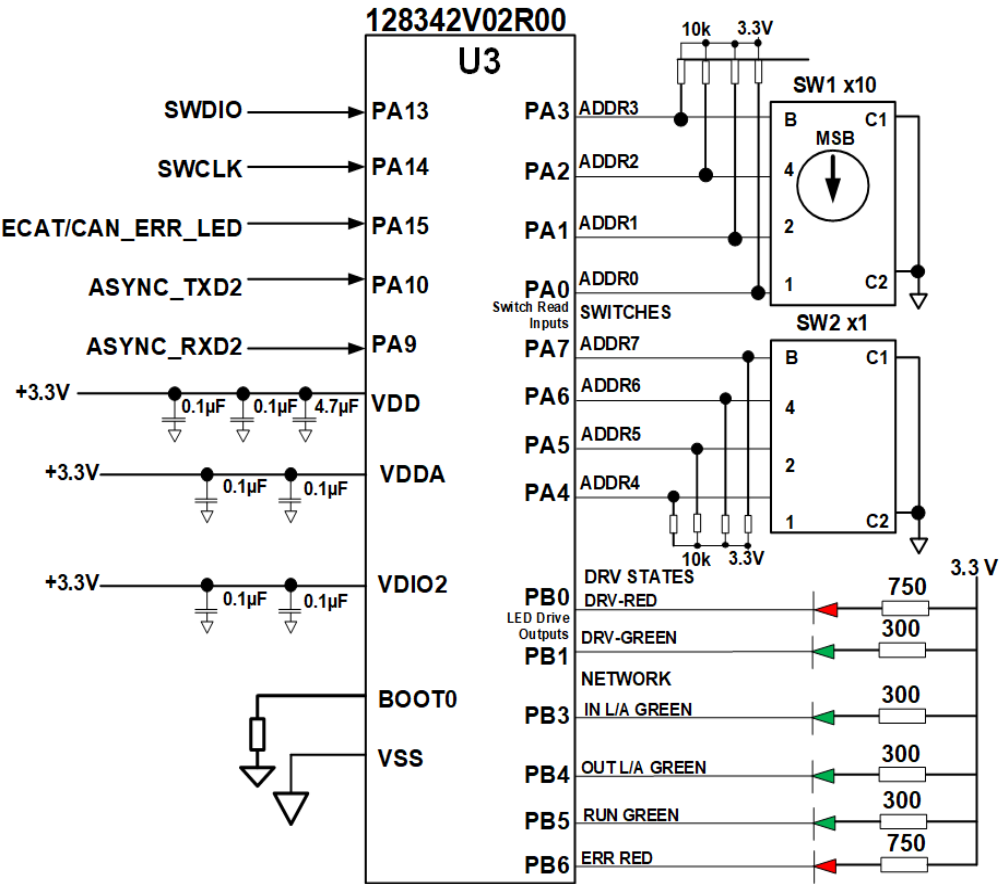 128342V02R00
U3
10k 3.3V
SW1 x10
SWDIO PA13 PA3 ADDR3 B C1
MSB
SWCLK PA14 PA2 ADDR2 4
ECAT/CAN_ERR_LED PA15 PA1 ADDR1 2
ASYNC_TXD2 PA10 PA0 ADDR0 1 C2
Switch Read
Inputs
SWITCHES
SW2 x1
ASYNC_RXD2 PA9 PA7 ADDR7 B C1
+3.3V 0.1µF 0.1µF 4.7µF VDD PA6 ADDR6 4
PA5 ADDR5 2
+3.3V 0.1µF 0.1µF VDDA PA4 ADDR4 1 C2
10k 3.3V
3.3 V
DRV STATES
+3.3V 0.1µF 0.1µF VDIO2 PB0 DRV-RED 750
LED Drive
Outputs
PB1 DRV-GREEN 300
NETWORK
BOOT0 PB3 IN L/A GREEN 300
VSS PB4 OUT L/A GREEN 300
PB5 RUN GREEN 300
PB6 ERR RED 750